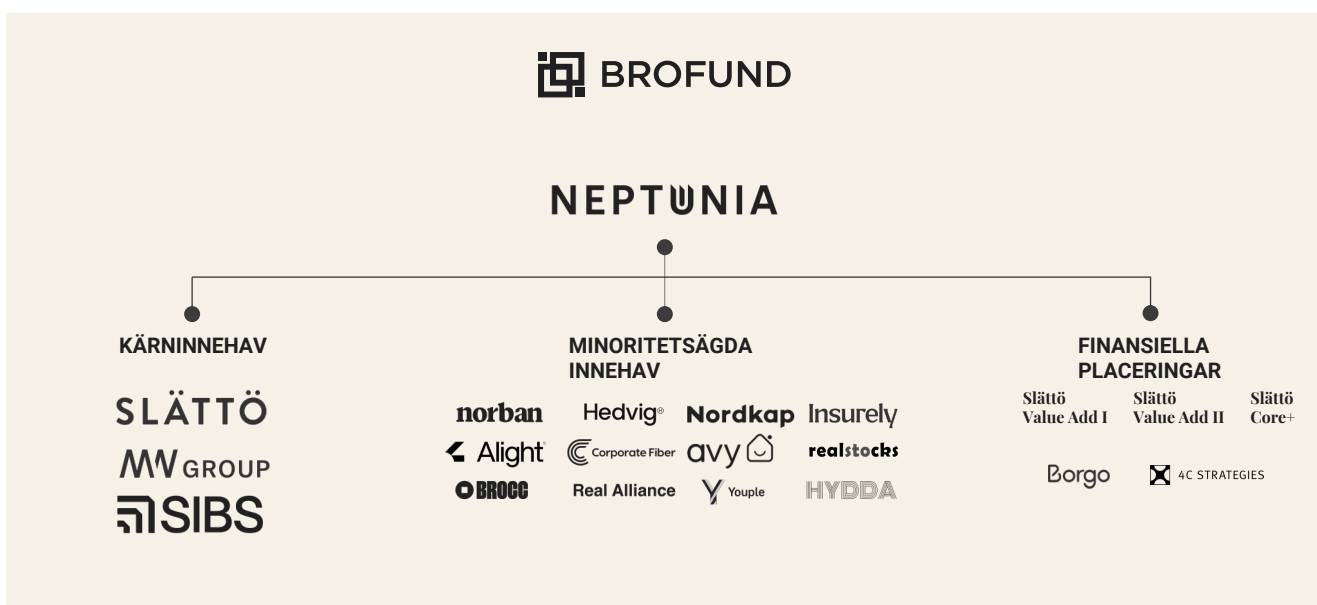 BROFUND
NEPTUNIA
KÄRNINNEHAV
SLÄTTÖ
MW GROUP
SIBS
MINORITETSÄGDA
INNEHAV
norban Hedvig® Nordkap Insurely
Alight Corporate Fiber avy realstocks
BROCC Real Alliance Youple HYDDA
FINANSIELLA
PLACERINGAR
Slättö Slättö Slättö
Value Add I Value Add II Core+
Borgo 4C STRATEGIES